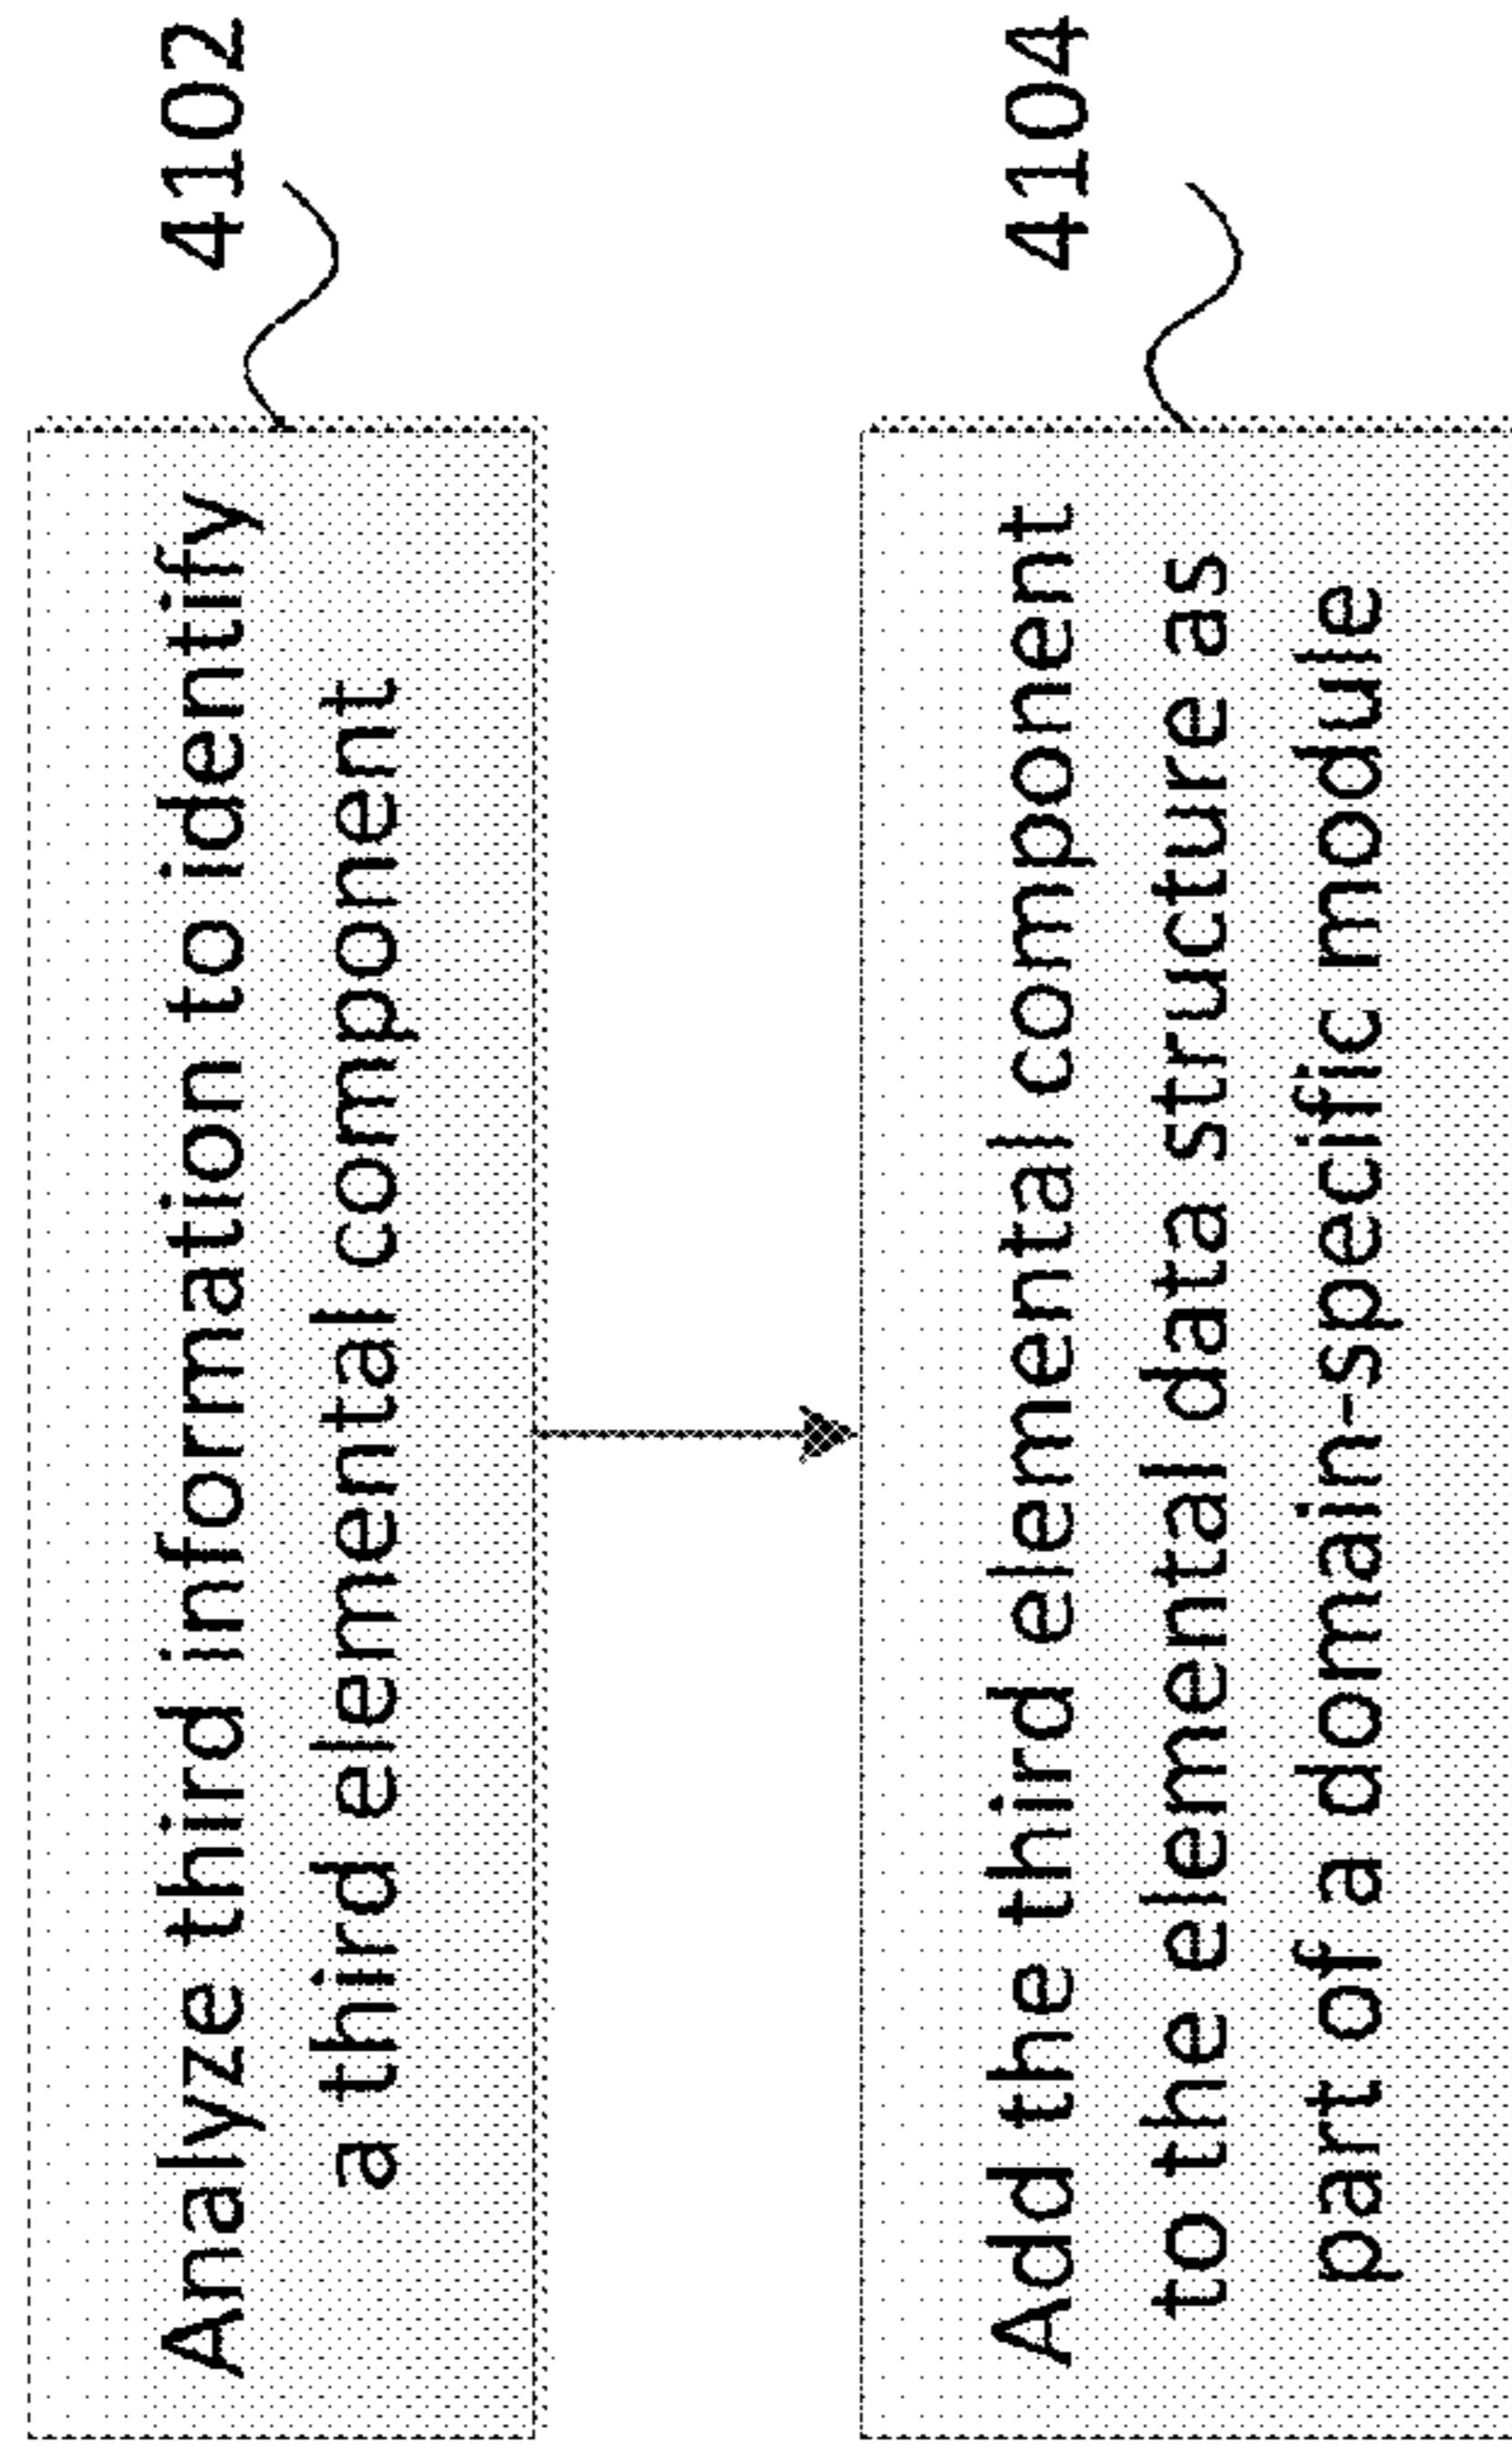 Analyze third information to identify
a third elemental component
4102
Add the third elemental component
to the elemental data structure as
part of a domain-specific module
4104